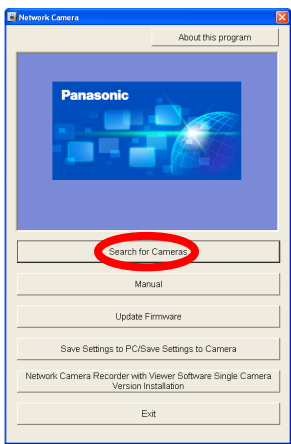 Network Camera
About this program
Panasonic
Search for Cameras
Manual
Update Firmware
Save Settings to PC/Save Settings to Camera
Network Camera Recorder with Viewer Software Single Camera
Version Installation
Exit